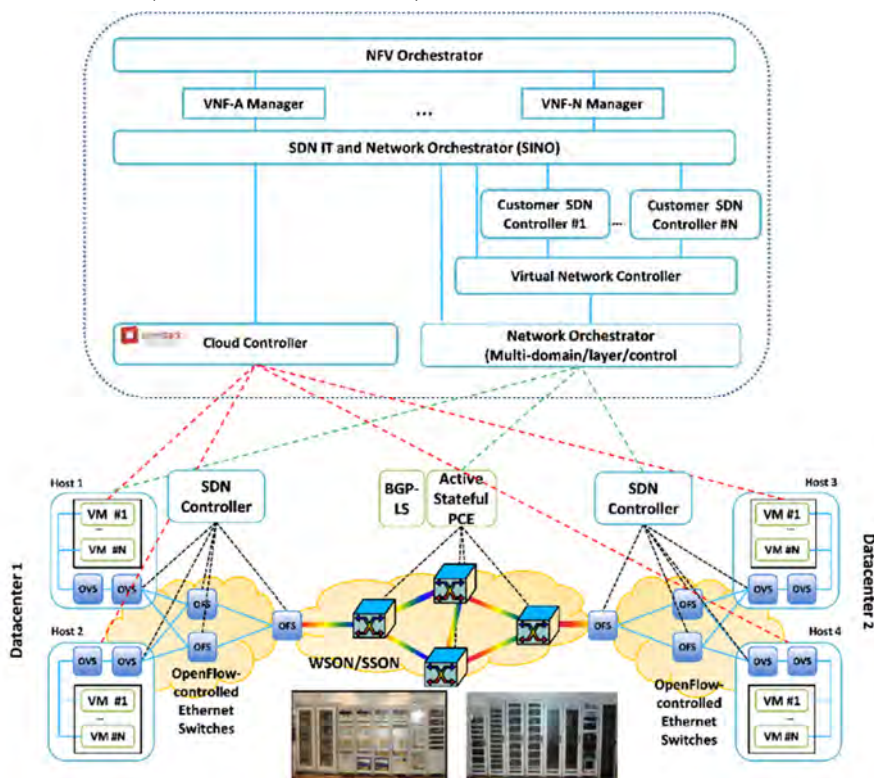 NFV Orchestrator
VNF-A Manager
...
VNF-N Manager
SDN IT and Network Orchestrator (SINO)
Customer SDN
Controller #1
...
Customer SDN
Controller #N
Virtual Network Controller
Cloud Controller
Network Orchestrator
(Multi-domain/layer/control
Datacenter 1
Host 1
VM #1
...
VM #N
OVS
OVS
Host 2
OVS
OVS
VM #1
...
VM #N
SDN
Controller
OFS
OFS
OFS
OpenFlow-
controlled
Ethernet
Switches
BGP-
LS
Active
Stateful
PCE
WSON/SSON
SDN
Controller
OFS
OFS
OFS
OpenFlow-
controlled
Ethernet
Switches
Host 3
VM #1
...
VM #N
OVS
OVS
Host 4
OVS
OVS
VM #1
...
VM #N
Datacenter 2